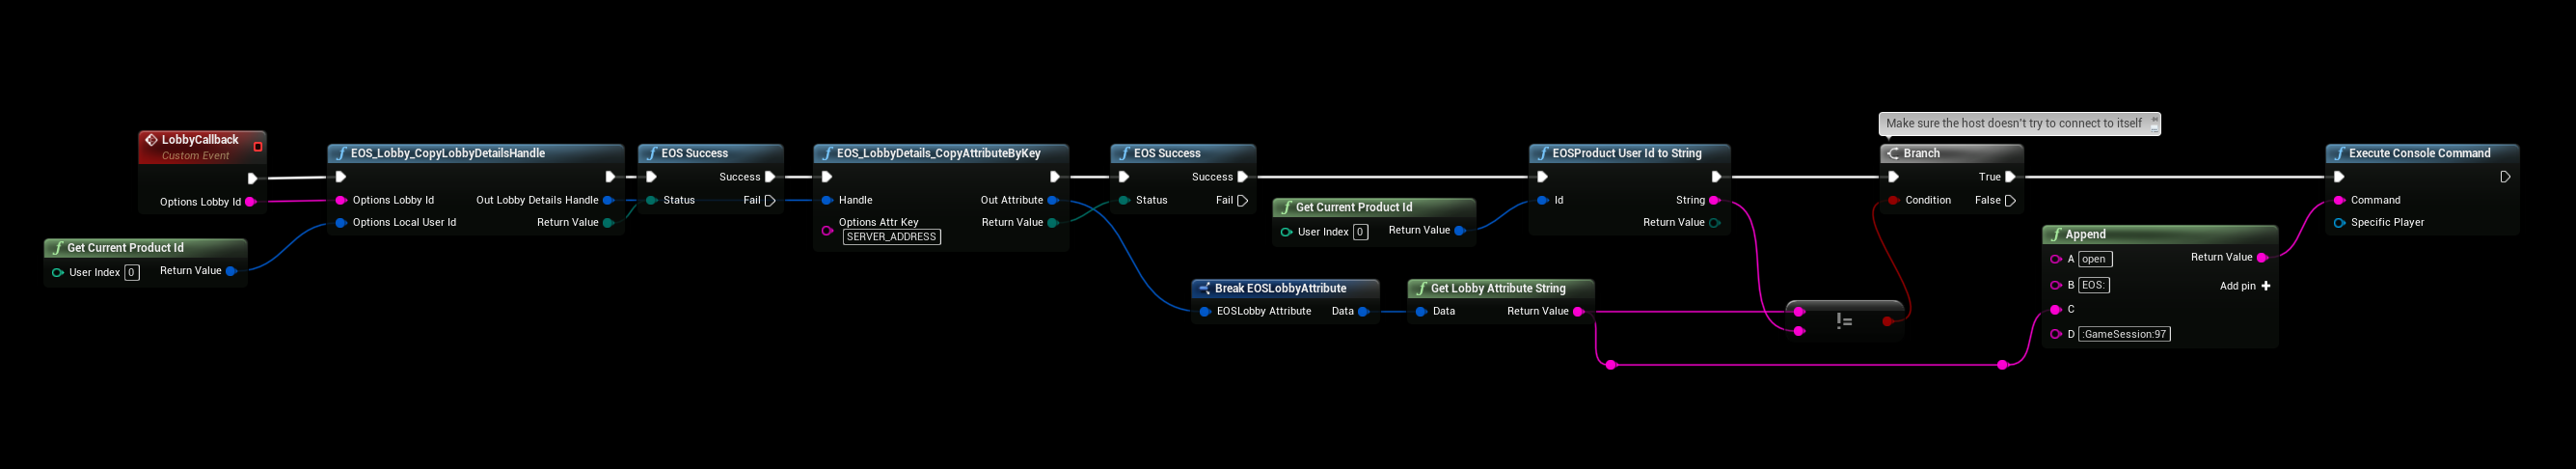 LobbyCallback
Custom Event
Options Lobby Id
Get Current Product Id
User Index 0
Return Value
EOS_Lobby_CopyLobbyDetailsHandle
Options Lobby Id
Out Lobby Details Handle
Options Local User Id
Return Value
EOS Success
Success
Status
Fail
EOS_LobbyDetails_CopyAttributeByKey
Handle
Out Attribute
Options Attr Key
SERVER_ADDRESS
Return Value
EOS Success
Success
Status
Fail
Get Current Product Id
User Index 0
Return Value
Break EOSLobbyAttribute
EOSLobby Attribute
Data
Get Lobby Attribute String
Data
Return Value
EOSProduct User Id to String
Id
String
Return Value
!=
Make sure the host doesn't try to connect to itself
Branch
True
Condition
False
Append
A open
Return Value
B EOS:
Add pin
C
D :GameSession:97
Execute Console Command
Command
Specific Player